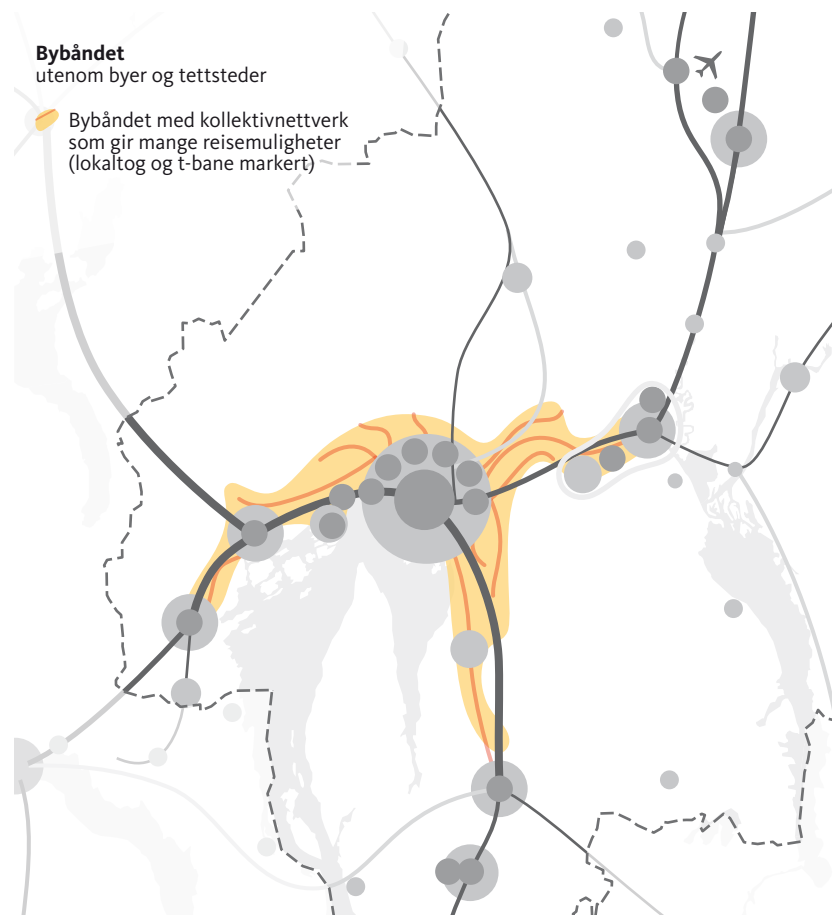 Bybåndet
utenom byer og tettsteder
Bybåndet med kollektivnettverk
som gir mange reisemuligheter
(lokaltog og t-bane markert)